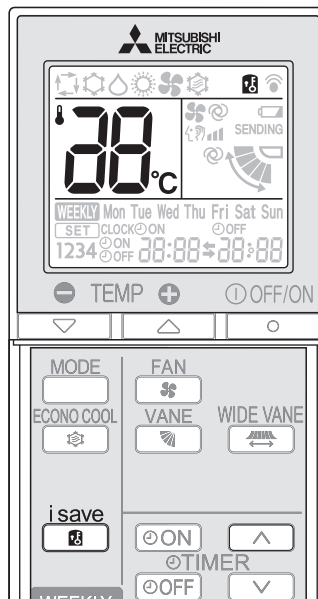 MITSUBISHI
ELECTRIC
SENDING
88°C
WEEKLY Mon Tue Wed Thu Fri Sat Sun
SET CLOCK ON OFF
1234 ON OFF 88:88 88:88
TEMP OFF/ON
MODE FAN
ECONO COOL VANE WIDE VANE
i save
ON
TIMER
OFF
WEEKLY